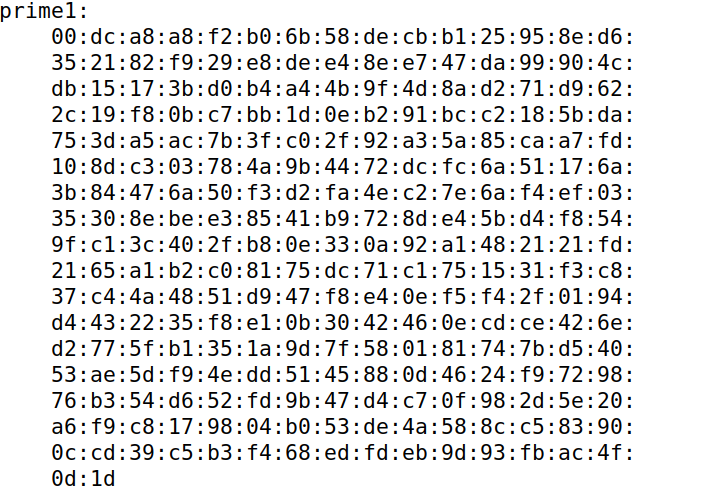 prime1:
00:dc:a8:a8:f2:b0:6b:58:de:cb:b1:25:95:8e:d6:
35:21:82:f9:29:e8:de:e4:8e:e7:47:da:99:90:4c:
db:15:17:3b:d0:b4:a4:4b:9f:4d:8a:d2:71:d9:62:
2c:19:f8:0b:c7:bb:1d:0e:b2:91:bc:c2:18:5b:da:
75:3d:a5:ac:7b:3f:c0:2f:92:a3:5a:85:ca:a7:fd:
10:8d:c3:03:78:4a:9b:44:72:dc:fc:6a:51:17:6a:
3b:84:47:6a:50:f3:d2:fa:4e:c2:7e:6a:f4:ef:03:
35:30:8e:be:e3:85:41:b9:72:8d:e4:5b:d4:f8:54:
9f:c1:3c:40:2f:b8:0e:33:0a:92:a1:48:21:21:fd:
21:65:a1:b2:c0:81:75:dc:71:c1:75:15:31:f3:c8:
37:c4:4a:48:51:d9:47:f8:e4:0e:f5:f4:2f:01:94:
d4:43:22:35:f8:e1:0b:30:42:46:0e:cd:ce:42:6e:
d2:77:5f:b1:35:1a:9d:7f:58:01:81:74:7b:d5:40:
53:ae:5d:f9:4e:dd:51:45:88:0d:46:24:f9:72:98:
76:b3:54:d6:52:fd:9b:47:d4:c7:0f:98:2d:5e:20:
a6:f9:c8:17:98:04:b0:53:de:4a:58:8c:c5:83:90:
0c:cd:39:c5:b3:f4:68:ed:fd:eb:9d:93:fb:ac:4f:
0d:1d